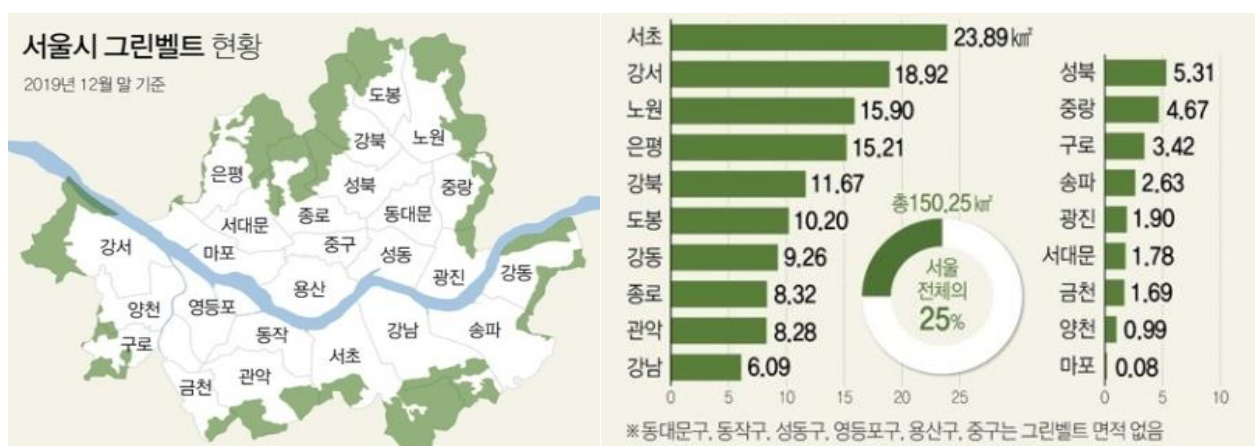 서울시 그린벨트 현황
2019년 12월 말 기준
도봉
강북
노원
은평
성북
중랑
서대문
종로
동대문
강서
마포
중구
성동
광진
강동
용산
양천
영등포
동작
강남
송파
구로
서초
금천
관악
서초 23.89㎢
강서 18.92
노원 15.90
은평 15.21
강북 11.67
도봉 10.20
강동 9.26
종로 8.32
관악 8.28
강남 6.09
0 5 10 15 20 25
총150.25㎢
서울
전체의
25%
성북 5.31
중랑 4.67
구로 3.42
송파 2.63
광진 1.90
서대문 1.78
금천 1.69
양천 0.99
마포 0.08
0 5 10
※동대문구, 동작구, 성동구, 영등포구, 용산구, 중구는 그린벨트 면적 없음